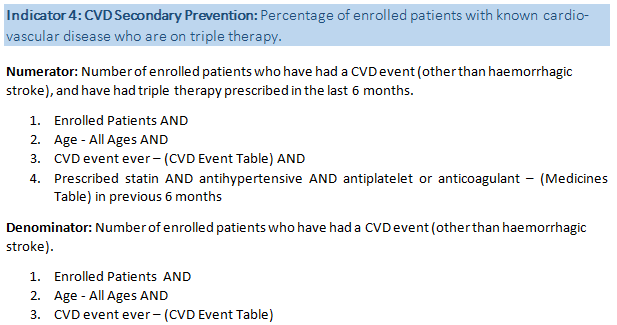 Indicator 4: CVD Secondary Prevention: Percentage of enrolled patients with known cardio-
vascular disease who are on triple therapy.
Numerator: Number of enrolled patients who have had a CVD event (other than haemorrhagic
stroke), and have had triple therapy prescribed in the last 6 months.
1. Enrolled Patients AND
2. Age - All Ages AND
3. CVD event ever – (CVD Event Table) AND
4. Prescribed statin AND antihypertensive AND antiplatelet or anticoagulant – (Medicines
Table) in previous 6 months
Denominator: Number of enrolled patients who have had a CVD event (other than haemorrhagic
stroke).
1. Enrolled Patients AND
2. Age - All Ages AND
3. CVD event ever – (CVD Event Table)